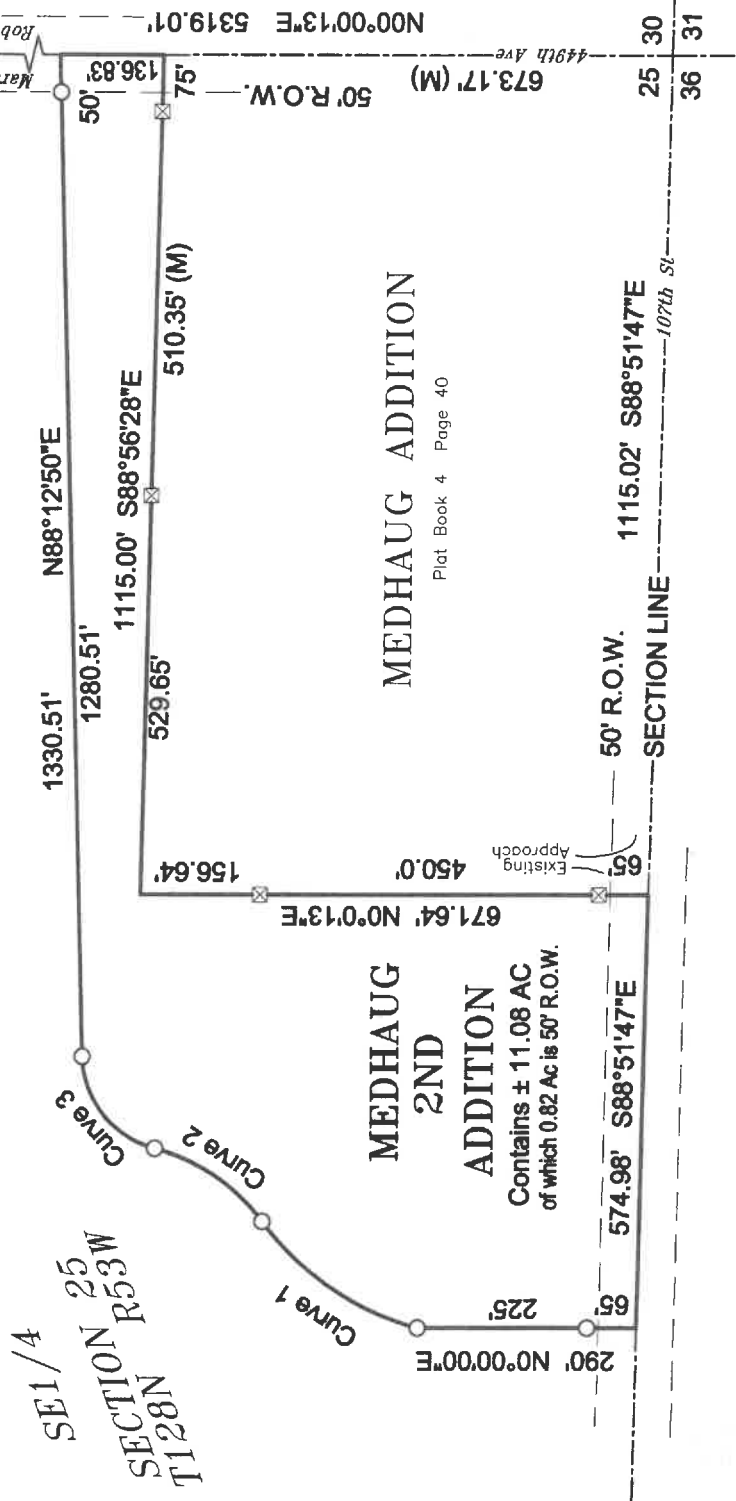 N00°00'13"E 5319.01'
Rob
449th Ave
Mar
136.83'
75'
50'
50' R.O.W.
673.17' (M)
25 30
36 31
N88°12'50"E
1330.51'
1280.51'
1115.00' S88°56'28"E
510.35' (M)
529.65'
MEDHAUG ADDITION
Plat Book 4 Page 40
1115.02' S88°51'47"E
107th St
50' R.O.W.
SECTION LINE
156.64'
450.0'
Existing
Approach
65'
671.64' N0°0'13"E
MEDHAUG
2ND
ADDITION
Contains ± 11.08 AC
of which 0.82 Ac is 50' R.O.W.
574.98' S88°51'47"E
Curve 3
Curve 2
Curve 1
225'
65'
290' N0°00'00"E
SE1/4
SECTION 25
T128N R53W